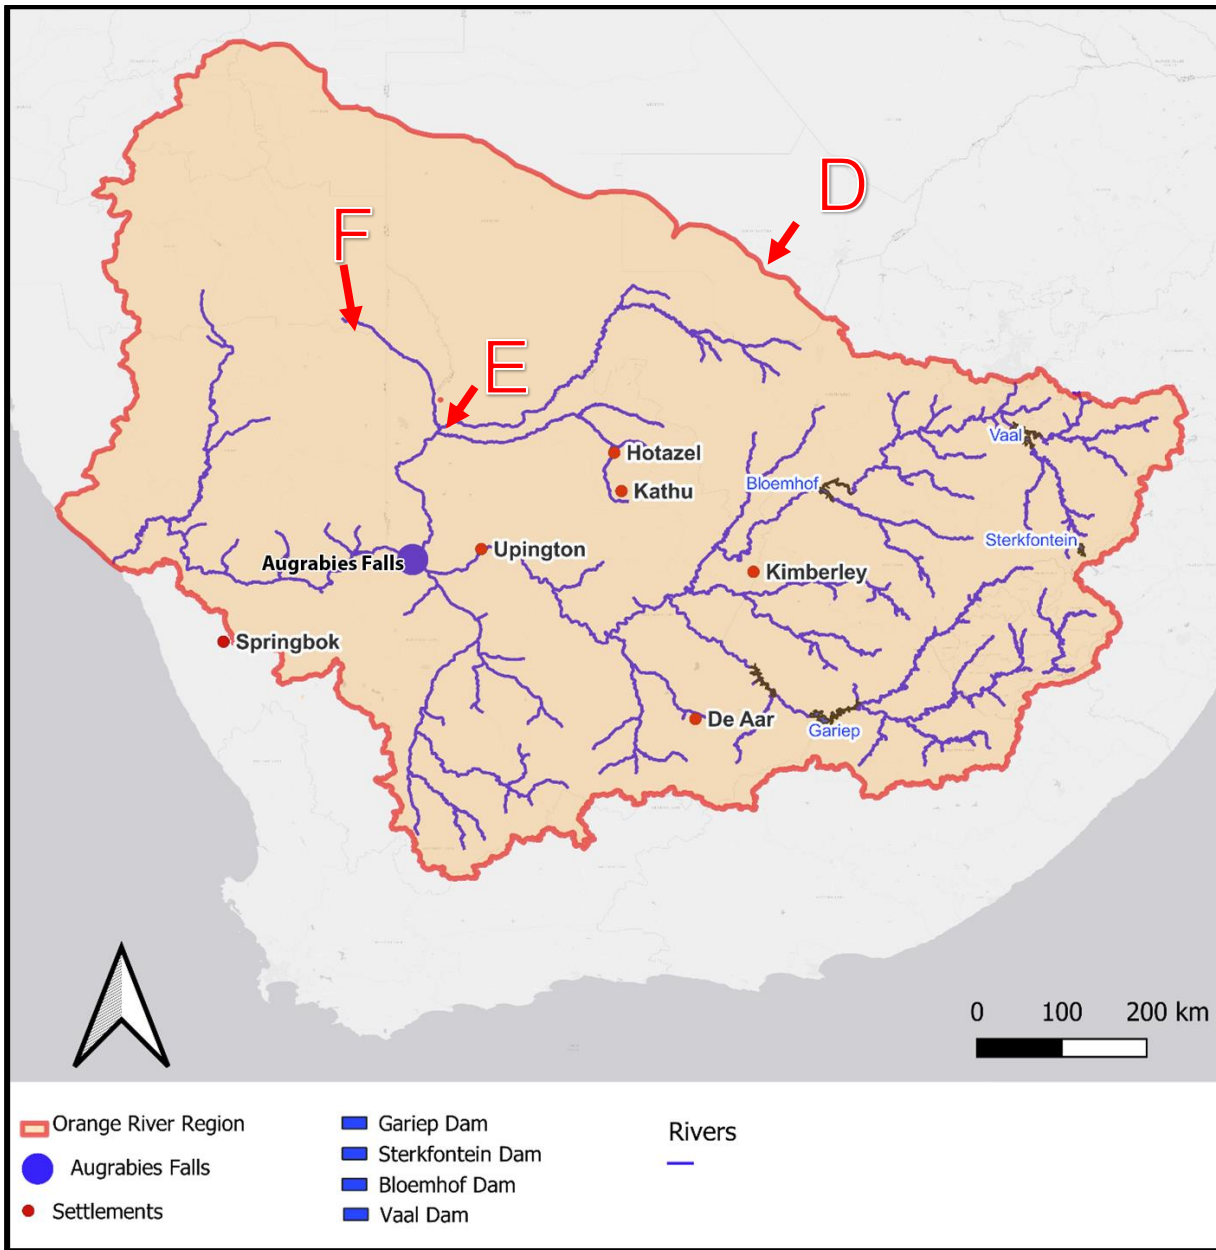 D
F
E
Vaal
Hotazel
Bloemhof
Kathu
Sterkfontein
Upington
Augrabies Falls
Kimberley
Springbok
De Aar
Gariep
0 100 200 km
Orange River Region
Augrabies Falls
Settlements
Gariep Dam
Sterkfontein Dam
Bloemhof Dam
Vaal Dam
Rivers